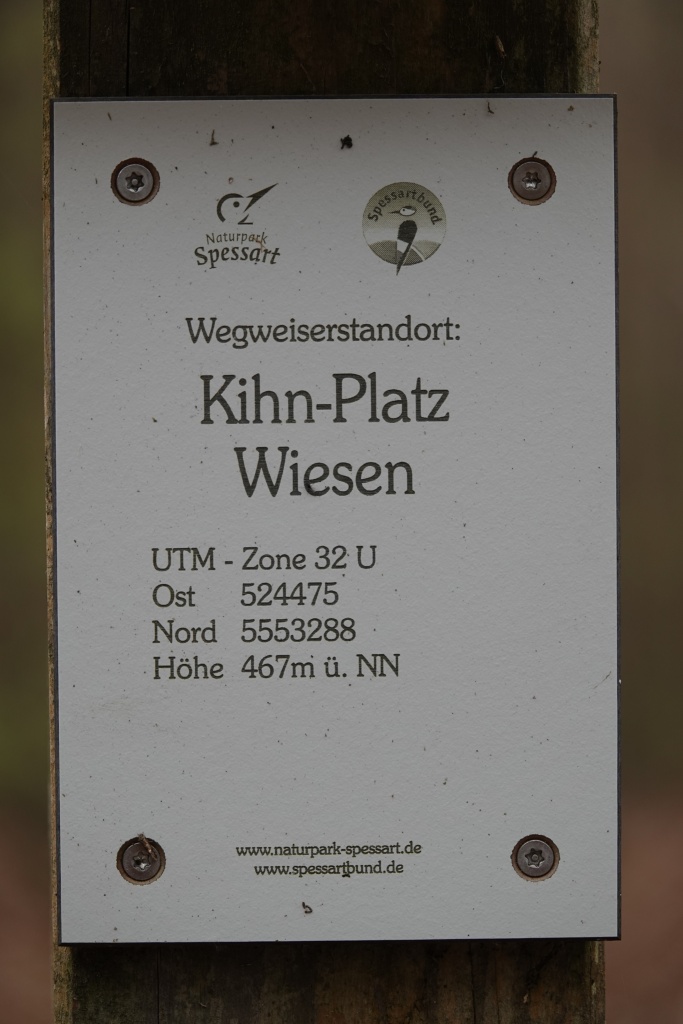 Naturpark
Spessart
Spessartbund
Wegweiserstandort:
Kihn-Platz
Wiesen
UTM - Zone 32 U
Ost 524475
Nord 5553288
Höhe 467m ü. NN
www.naturpark-spessart.de
www.spessartbund.de